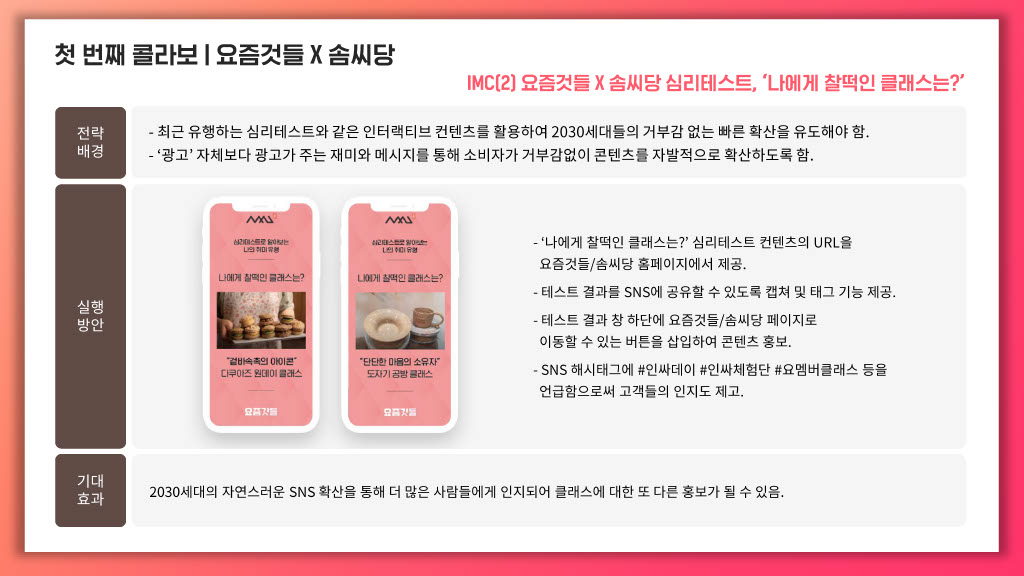 첫 번째 콜라보 | 요즘것들 X 솜씨당
IMC(2) 요즘것들 X 솜씨당 심리테스트, ‘나에게 찰떡인 클래스는?’
전략
배경
- 최근 유행하는 심리테스트와 같은 인터랙티브 컨텐츠를 활용하여 2030세대들의 거부감 없는 빠른 확산을 유도해야 함.
- ‘광고’ 자체보다 광고가 주는 재미와 메시지를 통해 소비자가 거부감없이 콘텐츠를 자발적으로 확산하도록 함.
실행
방안
심리테스트로 알아보는
나의 취미 유형
나에게 찰떡인 클래스는?
"겉바속촉의 아이콘"
다쿠아즈 원데이 클래스
요즘것들
심리테스트로 알아보는
나의 취미 유형
나에게 찰떡인 클래스는?
"단단한 마음의 소유자"
도자기 공방 클래스
요즘것들
- ‘나에게 찰떡인 클래스는?’ 심리테스트 컨텐츠의 URL을
요즘것들/솜씨당 홈페이지에서 제공.
- 테스트 결과를 SNS에 공유할 수 있도록 캡쳐 및 태그 기능 제공.
- 테스트 결과 창 하단에 요즘것들/솜씨당 페이지로
이동할 수 있는 버튼을 삽입하여 콘텐츠 홍보.
- SNS 해시태그에 #인싸데이 #인싸체험단 #요멤버클래스 등을
언급함으로써 고객들의 인지도 제고.
기대
효과
2030세대의 자연스러운 SNS 확산을 통해 더 많은 사람들에게 인지되어 클래스에 대한 또 다른 홍보가 될 수 있음.